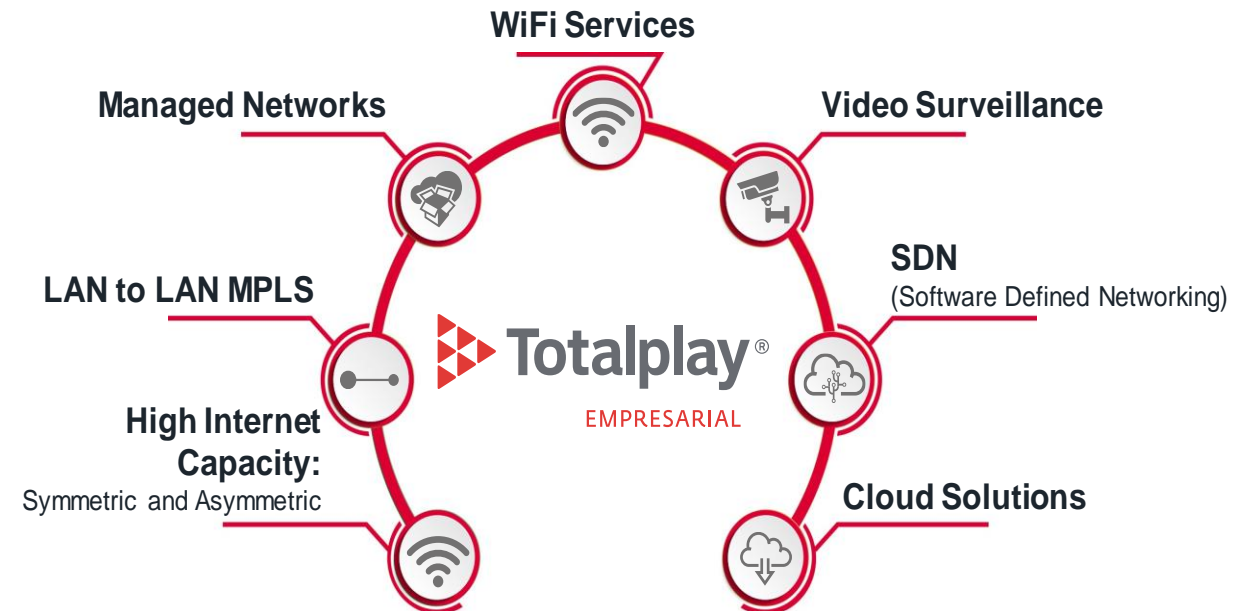 WiFi Services
Managed Networks
Video Surveillance
SDN
(Software Defined Networking)
LAN to LAN MPLS
Totalplay®
EMPRESARIAL
High Internet
Capacity:
Symmetric and Asymmetric
Cloud Solutions